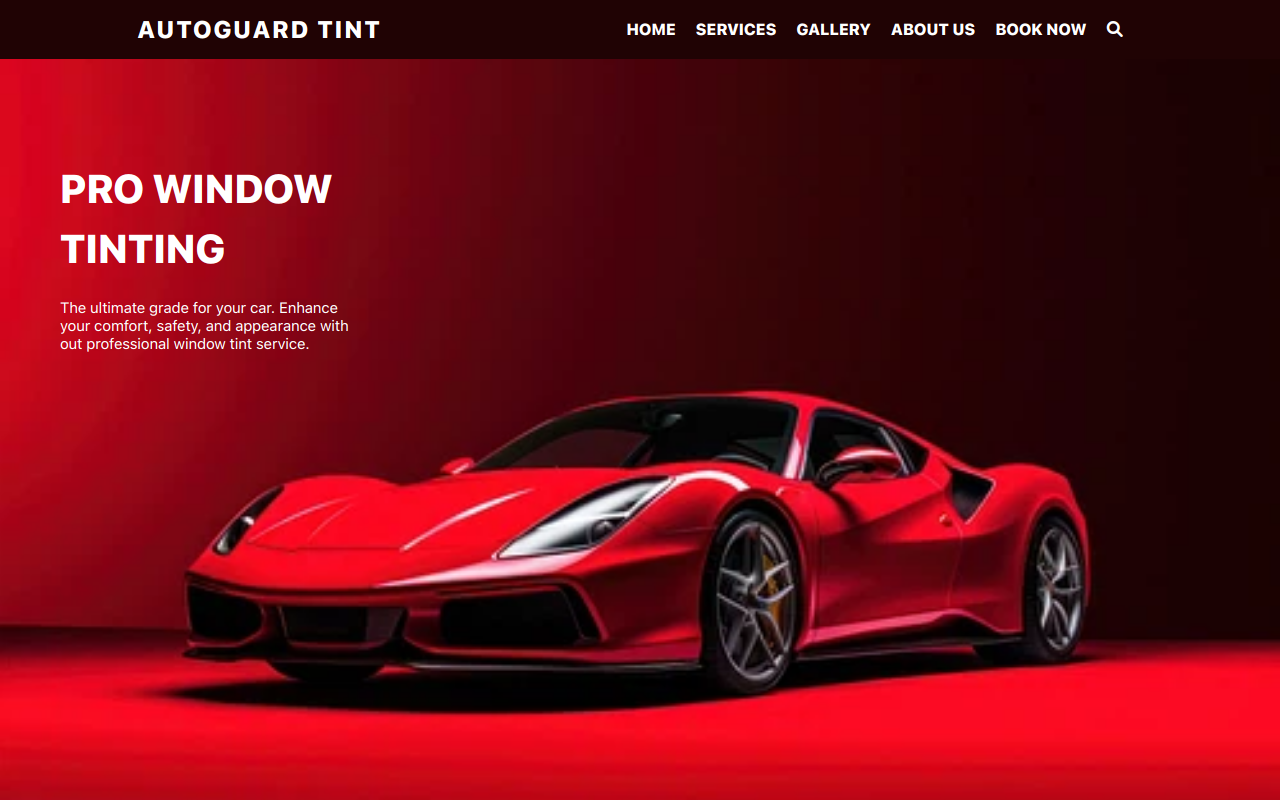 AUTOGUARD TINT
HOME SERVICES GALLERY ABOUT US BOOK NOW
PRO WINDOW
TINTING
The ultimate grade for your car. Enhance
your comfort, safety, and appearance with
out professional window tint service.